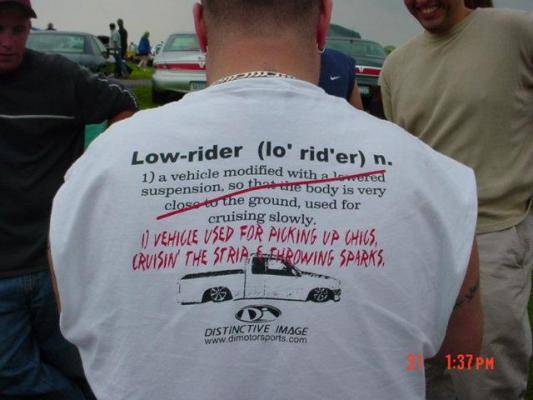 Low-rider (lo' rid'er) n.
1) a vehicle modified with a lowered
suspension, so that the body is very
close to the ground, used for
cruising slowly.
1) VEHICLE USED FOR PICKING UP CHICS,
CRUISIN' THE STRIP & THROWING SPARKS.
DI
DISTINCTIVE IMAGE
www.dimotorsports.com
21 1:37PM